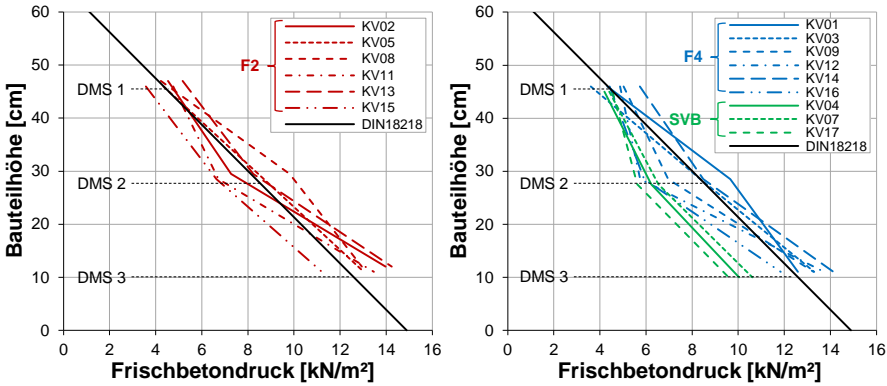 Bauteilhöhe [cm]
60
50
40
30
20
10
0
DMS 1
DMS 2
DMS 3
F2
KV02
KV05
KV08
KV11
KV13
KV15
DIN18218
0 2 4 6 8 10 12 14 16
Frischbetondruck [kN/m²]
Bauteilhöhe [cm]
60
50
40
30
20
10
0
DMS 1
DMS 2
DMS 3
F4
SVB
KV01
KV03
KV09
KV12
KV14
KV16
KV04
KV07
KV17
DIN18218
0 2 4 6 8 10 12 14 16
Frischbetondruck [kN/m²]